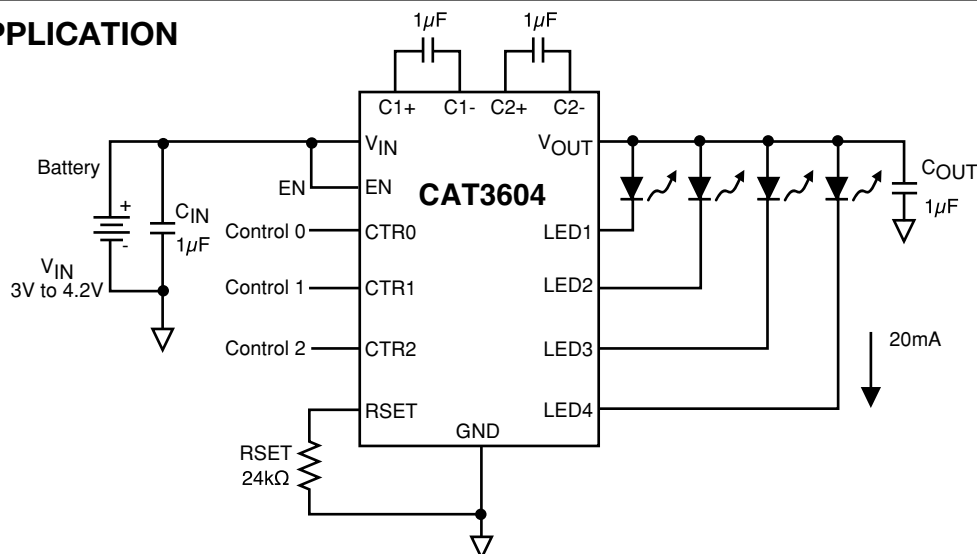 PPLICATION
1µF
1µF
C1+ C1- C2+ C2-
VIN
VOUT
Battery
EN
EN
CAT3604
COUT
1µF
+
-
CIN
1µF
Control 0
CTR0
LED1
VIN
3V to 4.2V
Control 1
CTR1
LED2
Control 2
CTR2
LED3
20mA
RSET
LED4
GND
RSET
24kΩ